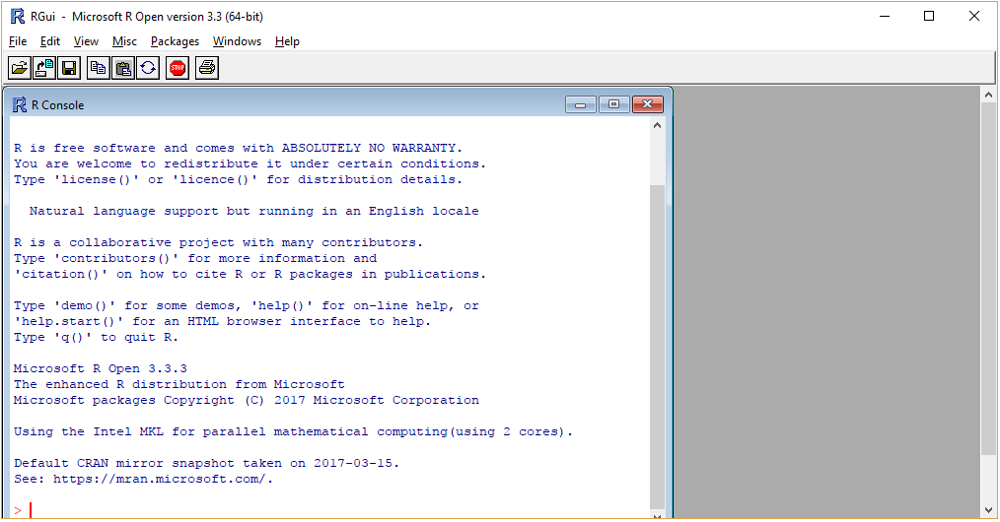 RGui - Microsoft R Open version 3.3 (64-bit)
File Edit View Misc Packages Windows Help
STOP
R Console
R is free software and comes with ABSOLUTELY NO WARRANTY.
You are welcome to redistribute it under certain conditions.
Type 'license()' or 'licence()' for distribution details.
Natural language support but running in an English locale
R is a collaborative project with many contributors.
Type 'contributors()' for more information and
'citation()' on how to cite R or R packages in publications.
Type 'demo()' for some demos, 'help()' for on-line help, or
'help.start()' for an HTML browser interface to help.
Type 'q()' to quit R.
Microsoft R Open 3.3.3
The enhanced R distribution from Microsoft
Microsoft packages Copyright (C) 2017 Microsoft Corporation
Using the Intel MKL for parallel mathematical computing(using 2 cores).
Default CRAN mirror snapshot taken on 2017-03-15.
See: https://mran.microsoft.com/.
>